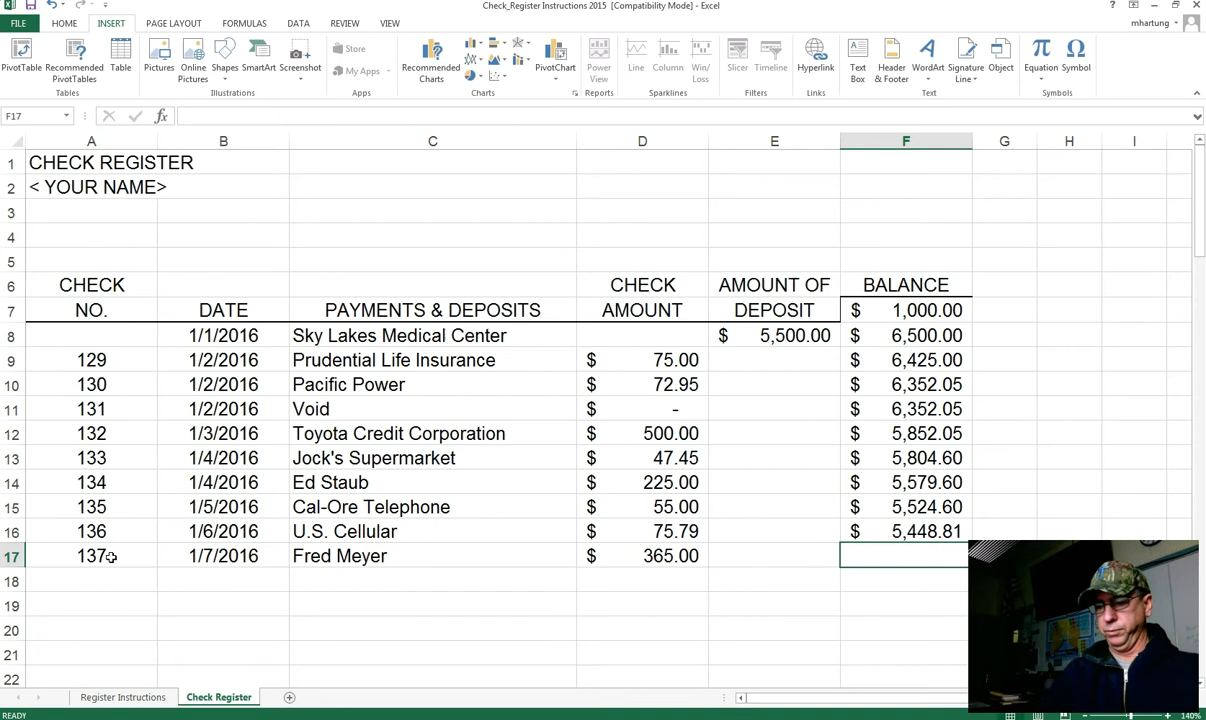 Check_Register Instructions 2015 [Compatibility Mode] - Excel
FILE HOME INSERT PAGE LAYOUT FORMULAS DATA REVIEW VIEW mhartung
PivotTable Recommended PivotTables Table Pictures Online Pictures Shapes SmartArt Screenshot Store My Apps Recommended Charts PivotChart Power View Line Column Win/Loss Slicer Timeline Hyperlink Text Box Header & Footer WordArt Signature Line Object Equation Symbol
Tables Illustrations Apps Charts Reports Sparklines Filters Links Text Symbols
F17 fx
A B C D E F G H I
1 CHECK REGISTER
2 < YOUR NAME>
3
4
5
6 CHECK CHECK AMOUNT OF BALANCE
7 NO. DATE PAYMENTS & DEPOSITS AMOUNT DEPOSIT $ 1,000.00
8 1/1/2016 Sky Lakes Medical Center $ 5,500.00 $ 6,500.00
9 129 1/2/2016 Prudential Life Insurance $ 75.00 $ 6,425.00
10 130 1/2/2016 Pacific Power $ 72.95 $ 6,352.05
11 131 1/2/2016 Void $ - $ 6,352.05
12 132 1/3/2016 Toyota Credit Corporation $ 500.00 $ 5,852.05
13 133 1/4/2016 Jock's Supermarket $ 47.45 $ 5,804.60
14 134 1/4/2016 Ed Staub $ 225.00 $ 5,579.60
15 135 1/5/2016 Cal-Ore Telephone $ 55.00 $ 5,524.60
16 136 1/6/2016 U.S. Cellular $ 75.79 $ 5,448.81
17 137 1/7/2016 Fred Meyer $ 365.00
18
19
20
21
22
Register Instructions Check Register
READY 140%